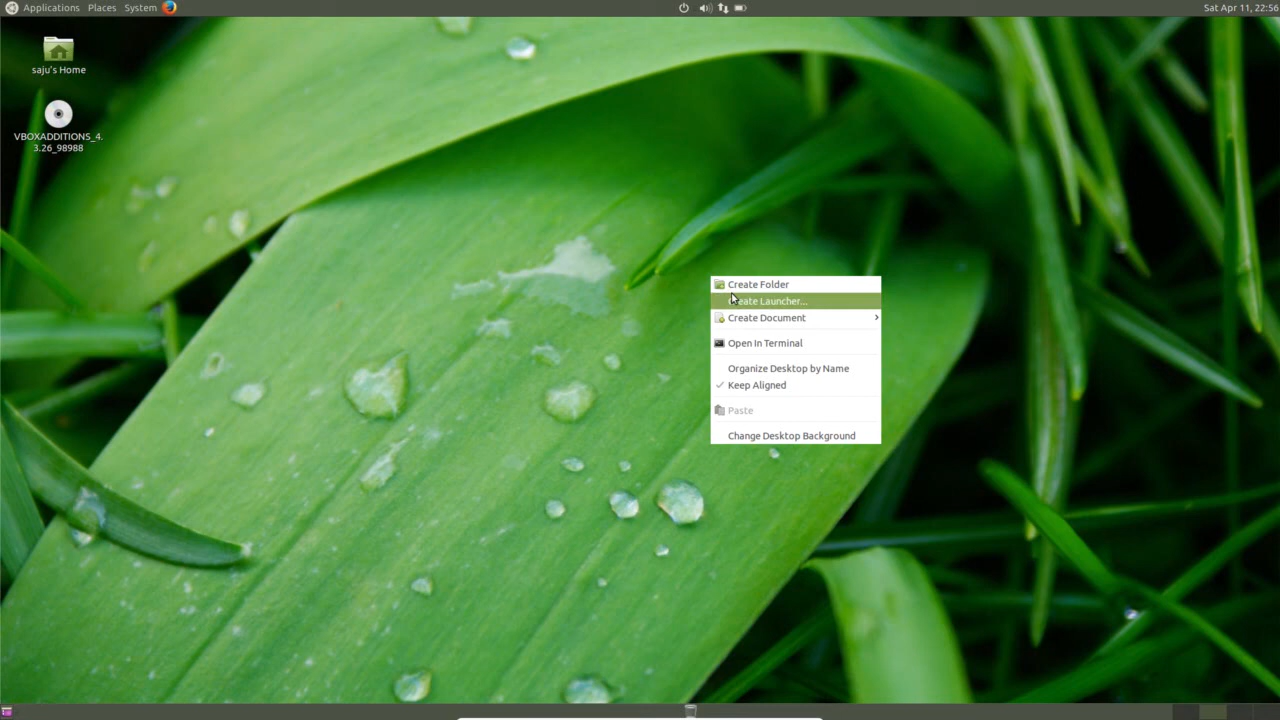 Applications Places System
Sat Apr 11, 22:56
saju's Home
VBOXADDITIONS_4.
3.26_98988
Create Folder
Create Launcher...
Create Document
Open In Terminal
Organize Desktop by Name
Keep Aligned
Paste
Change Desktop Background